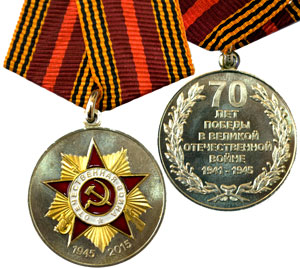 ОТЕЧЕСТВЕННАЯ ВОЙНА
1945 2015
70
ЛЕТ
ПОБЕДЫ
В ВЕЛИКОЙ
ОТЕЧЕСТВЕННОЙ
ВОЙНЕ
1941 - 1945